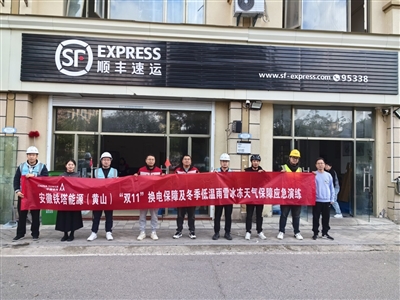 SF EXPRESS
顺丰速运
www.sf-express.com 95338
安徽铁塔能源（黄山）“双11”换电保障及冬季低温雨雪冰冻天气保障应急演练